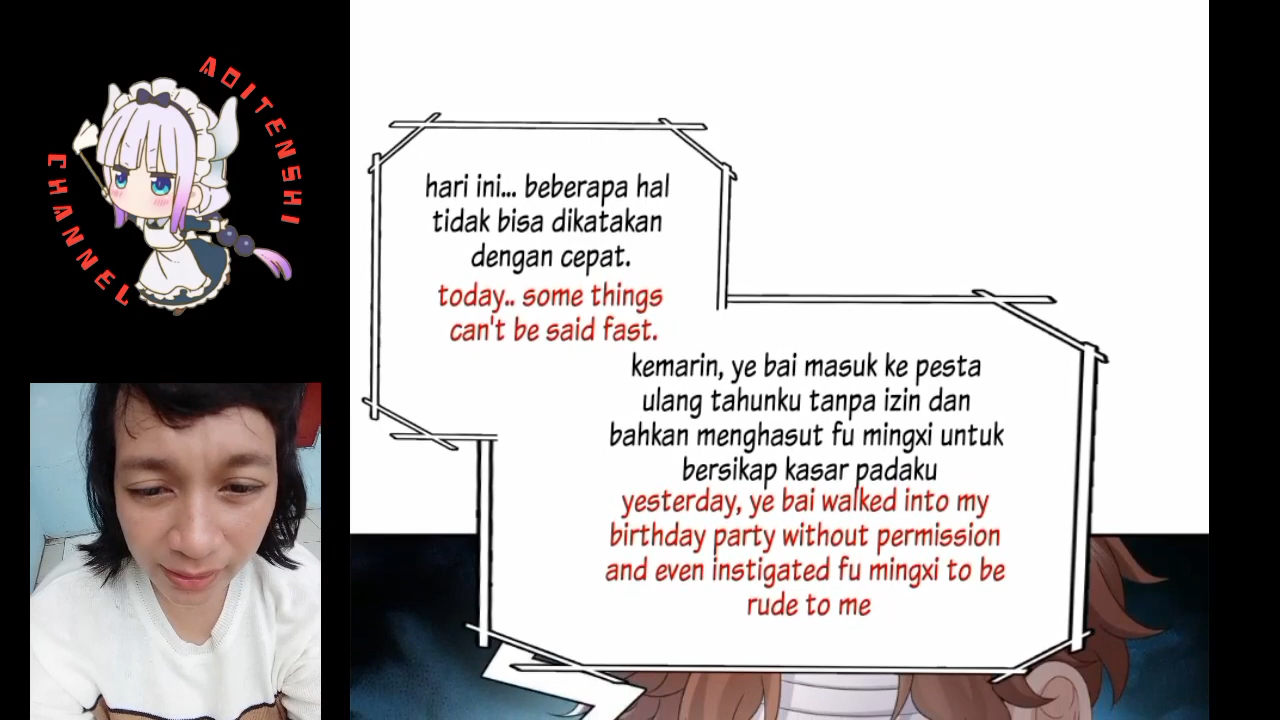 AOITENSHI
CHANNEL
hari ini... beberapa hal
tidak bisa dikatakan
dengan cepat.
today.. some things
can't be said fast.
kemarin, ye bai masuk ke pesta
ulang tahunku tanpa izin dan
bahkan menghasut fu mingxi untuk
bersikap kasar padaku
yesterday, ye bai walked into my
birthday party without permission
and even instigated fu mingxi to be
rude to me